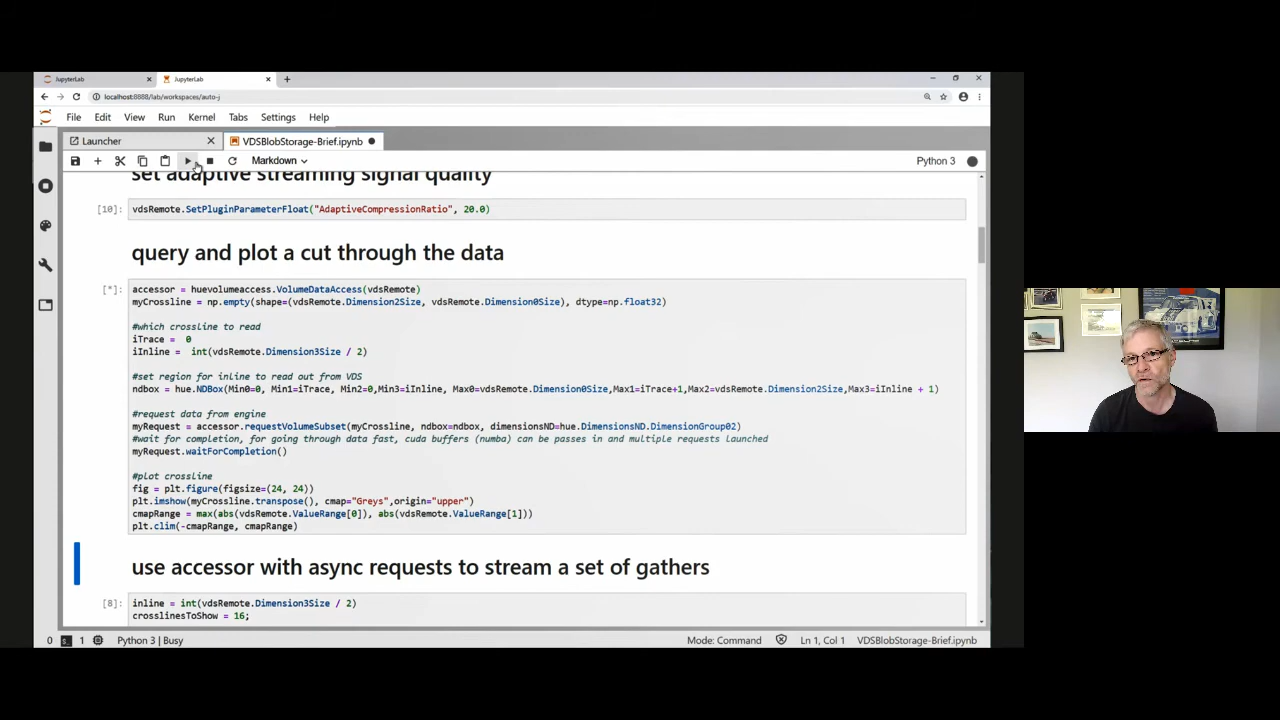 JupyterLab
JupyterLab
localhost:8888/lab/workspaces/auto-j
File Edit View Run Kernel Tabs Settings Help
Launcher
VDSBlobStorage-Brief.ipynb
Markdown
Python 3
set adaptive streaming signal quality
[10]: vdsRemote.SetPluginParameterFloat("AdaptiveCompressionRatio", 20.0)
query and plot a cut through the data
[*]: accessor = huevolumeaccess.VolumeDataAccess(vdsRemote)
myCrossline = np.empty(shape=(vdsRemote.Dimension2Size, vdsRemote.Dimension0Size), dtype=np.float32)
#which crossline to read
iTrace = 0
iInline = int(vdsRemote.Dimension3Size / 2)
#set region for inline to read out from VDS
ndbox = hue.NDBox(Min0=0, Min1=iTrace, Min2=0,Min3=iInline, Max0=vdsRemote.Dimension0Size,Max1=iTrace+1,Max2=vdsRemote.Dimension2Size,Max3=iInline + 1)
#request data from engine
myRequest = accessor.requestVolumeSubset(myCrossline, ndbox=ndbox, dimensionsND=hue.DimensionsND.DimensionGroup02)
#wait for completion, for going through data fast, cuda buffers (numba) can be passes in and multiple requests launched
myRequest.waitForCompletion()
#plot crossline
fig = plt.figure(figsize=(24, 24))
plt.imshow(myCrossline.transpose(), cmap="Greys",origin="upper")
cmapRange = max(abs(vdsRemote.ValueRange[0]), abs(vdsRemote.ValueRange[1]))
plt.clim(-cmapRange, cmapRange)
use accessor with async requests to stream a set of gathers
[8]: inline = int(vdsRemote.Dimension3Size / 2)
crosslinesToShow = 16;
0 1 Python 3 | Busy Mode: Command Ln 1, Col 1 VDSBlobStorage-Brief.ipynb